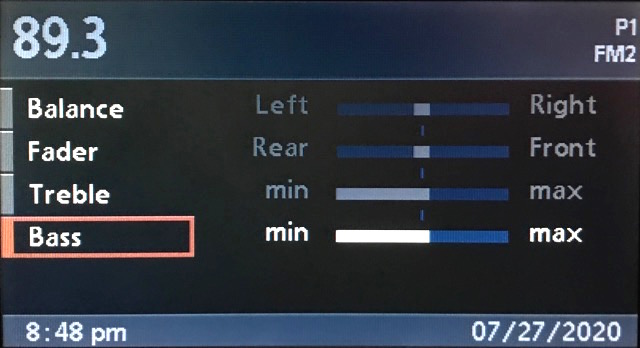 89.3
P1
FM2
Balance Left Right
Fader Rear Front
Treble min max
Bass min max
8:48 pm 07/27/2020